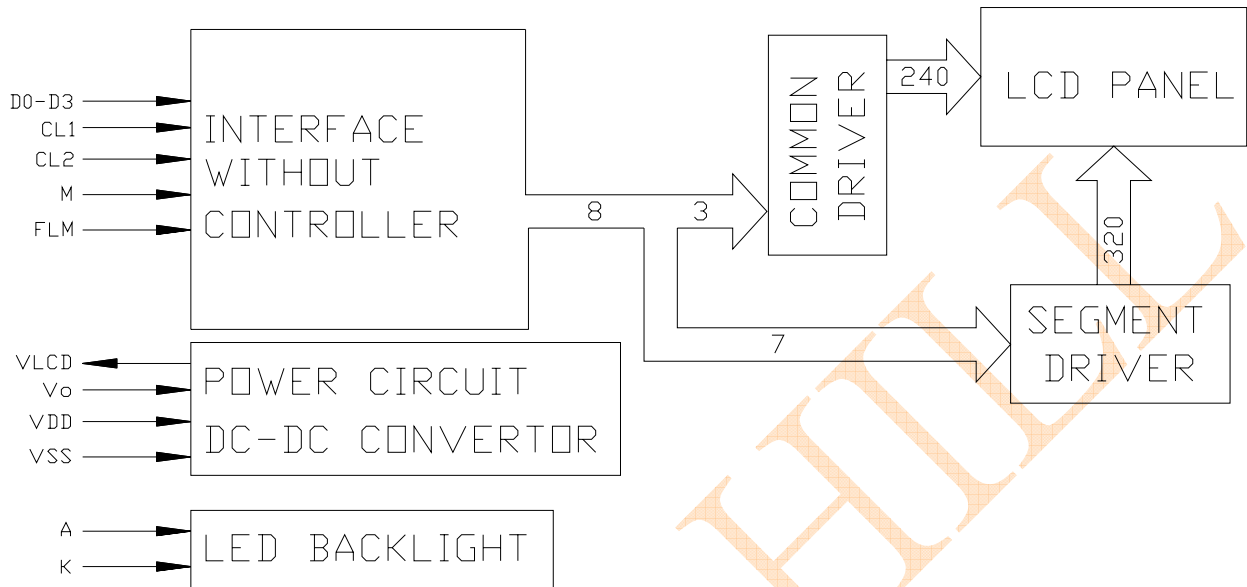 D0-D3
CL1
CL2
M
FLM
INTERFACE
WITHOUT
CONTROLLER
8
3
7
COMMON
DRIVER
240
LCD PANEL
320
SEGMENT
DRIVER
VLCD
Vo
VDD
VSS
POWER CIRCUIT
DC-DC CONVERTOR
A
K
LED BACKLIGHT
HILL